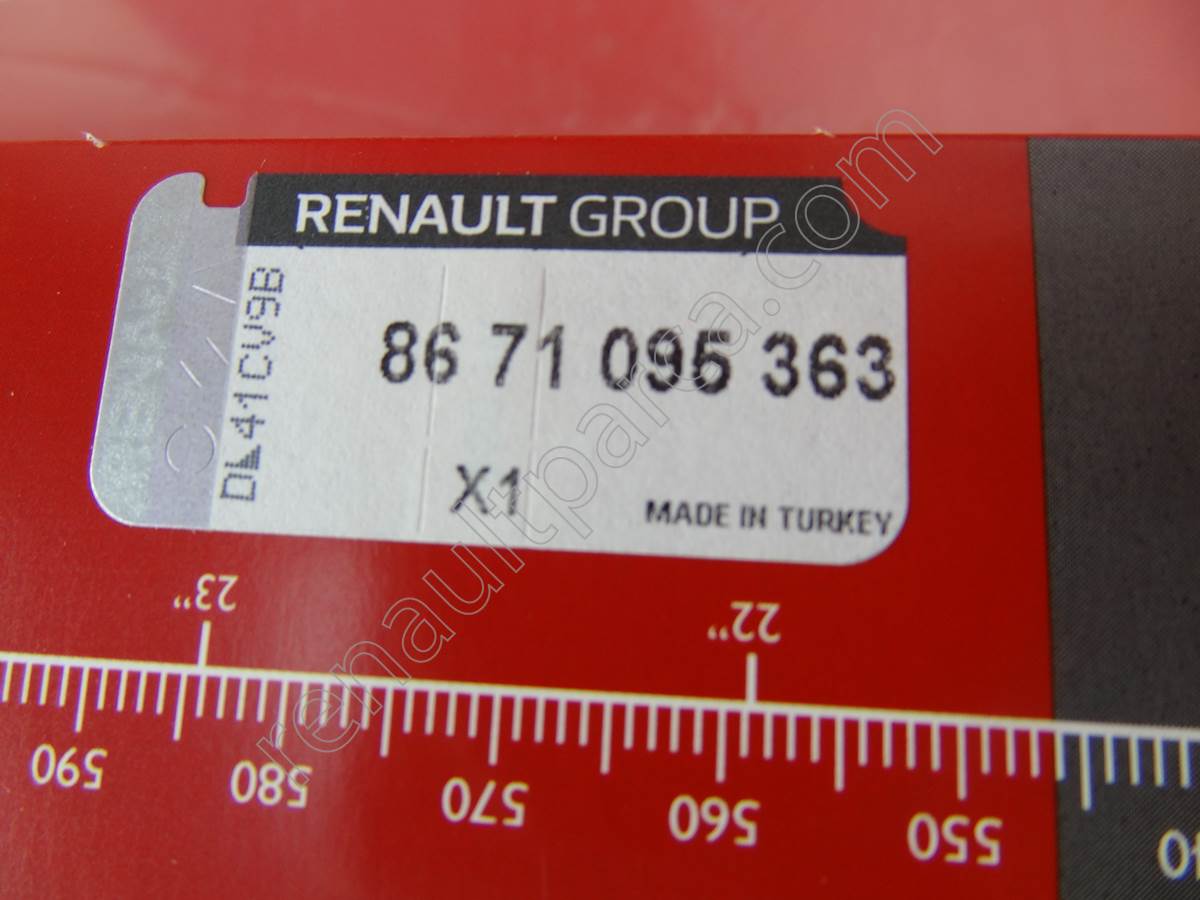 RENAULT GROUP
DL41CV9B
86 71 095 363
X1
MADE IN TURKEY
23"
22"
590
580
570
560
550
renaultparca.com